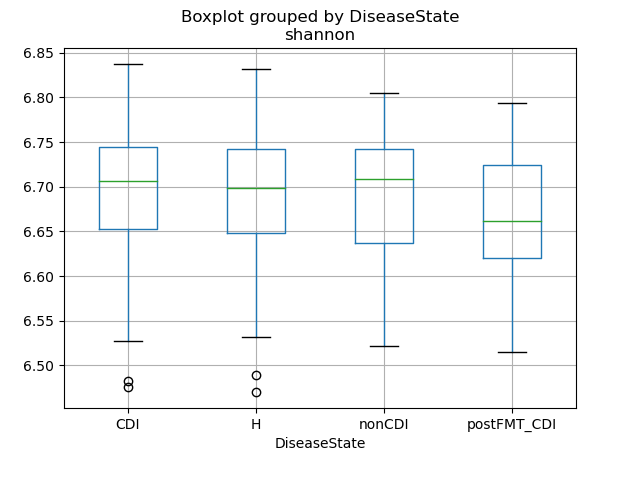 Boxplot grouped by DiseaseState
shannon
6.85
6.80
6.75
6.70
6.65
6.60
6.55
6.50
CDI
H
nonCDI
postFMT_CDI
DiseaseState